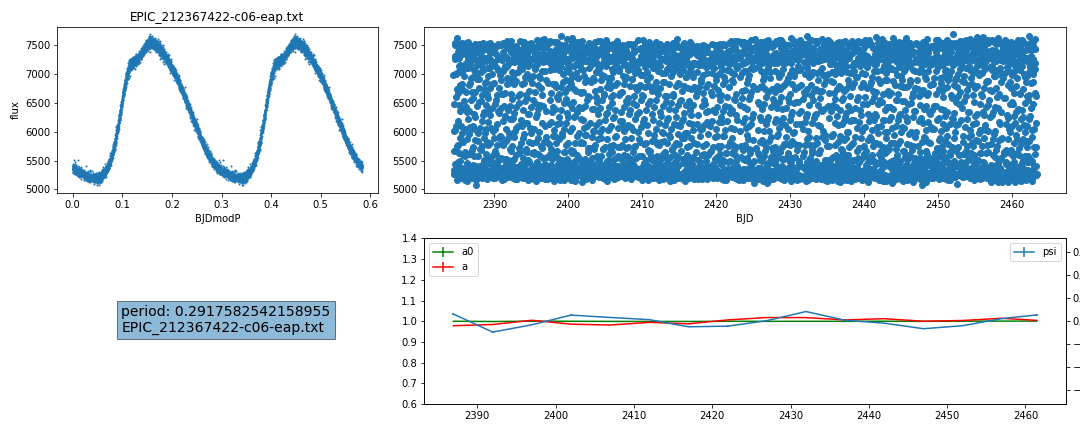 EPIC_212367422-c06-eap.txt
7500
7000
6500
6000
5500
5000
flux
0.0 0.1 0.2 0.3 0.4 0.5 0.6
BJDmodP
7500
7000
6500
6000
5500
5000
2390 2400 2410 2420 2430 2440 2450 2460
BJD
period: 0.2917582542158955
EPIC_212367422-c06-eap.txt
1.4
1.3
1.2
1.1
1.0
0.9
0.8
0.7
0.6
a0
a
psi
2390 2400 2410 2420 2430 2440 2450 2460